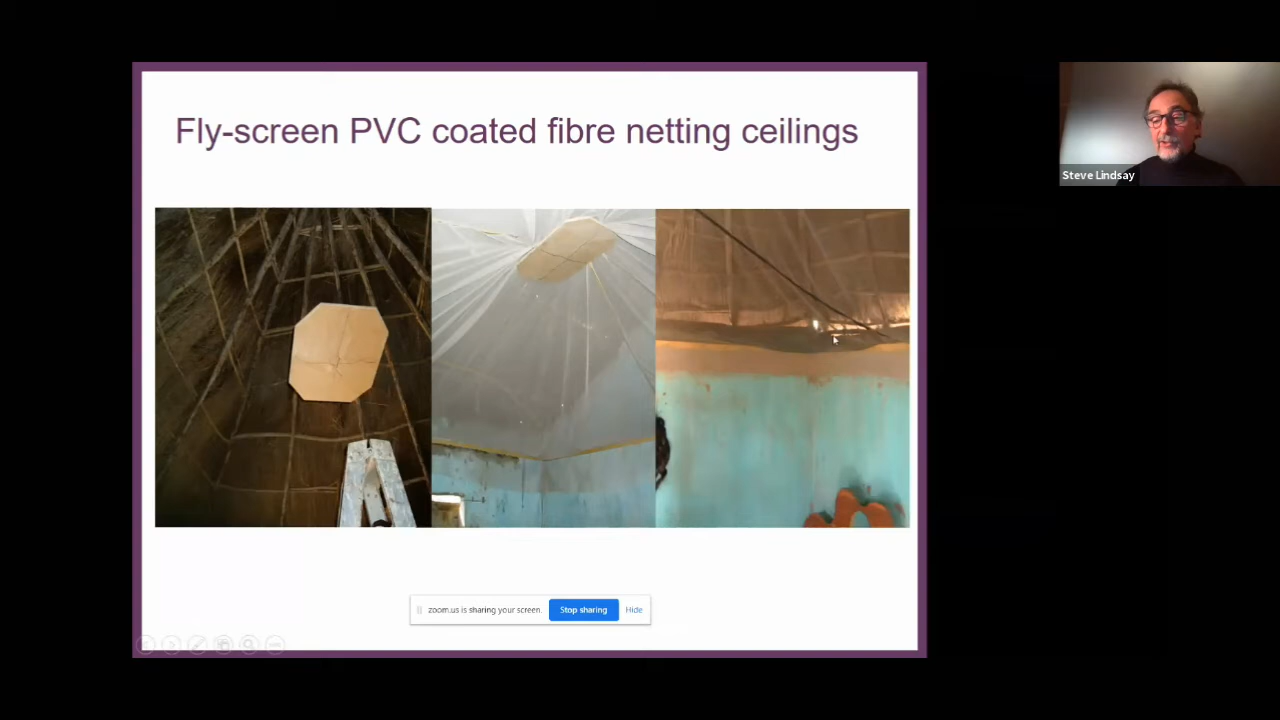 Fly-screen PVC coated fibre netting ceilings
Steve Lindsay
zoom.us is sharing your screen.
Stop sharing
Hide